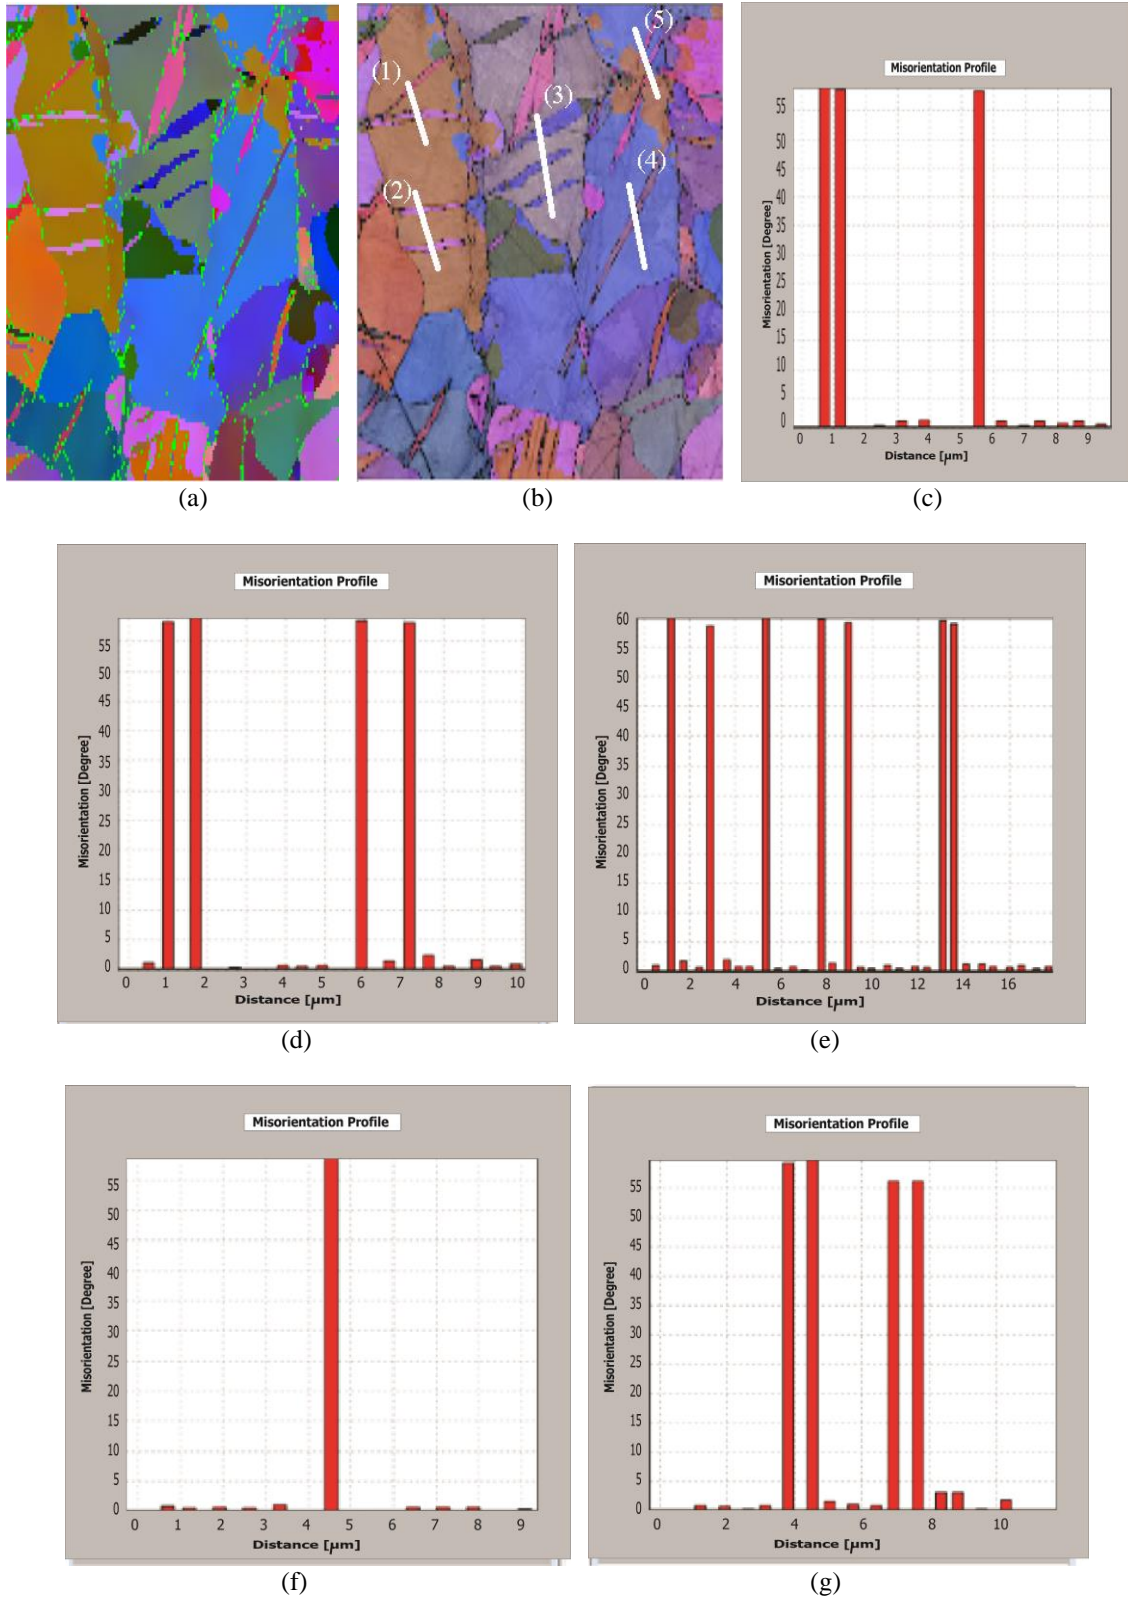 (1)
(2)
(3)
(4)
(5)
(a)
(b)
Misorientation Profile
Misorientation [Degree]
55
50
45
40
35
30
25
20
15
10
5
0
0 1 2 3 4 5 6 7 8 9
Distance [µm]
(c)
Misorientation Profile
Misorientation [Degree]
55
50
45
40
35
30
25
20
15
10
5
0
0 1 2 3 4 5 6 7 8 9 10
Distance [µm]
(d)
Misorientation Profile
Misorientation [Degree]
60
55
50
45
40
35
30
25
20
15
10
5
0
0 2 4 6 8 10 12 14 16
Distance [µm]
(e)
Misorientation Profile
Misorientation [Degree]
55
50
45
40
35
30
25
20
15
10
5
0
0 1 2 3 4 5 6 7 8 9
Distance [µm]
(f)
Misorientation Profile
Misorientation [Degree]
55
50
45
40
35
30
25
20
15
10
5
0
0 2 4 6 8 10
Distance [µm]
(g)